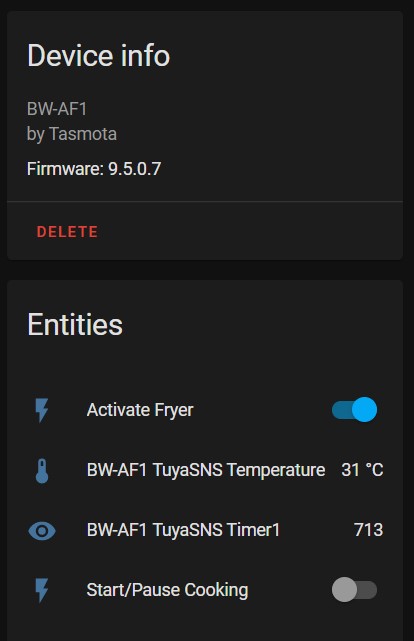 Device info
BW-AF1
by Tasmota
Firmware: 9.5.0.7
DELETE
Entities
Activate Fryer
BW-AF1 TuyaSNS Temperature 31 °C
BW-AF1 TuyaSNS Timer1 713
Start/Pause Cooking